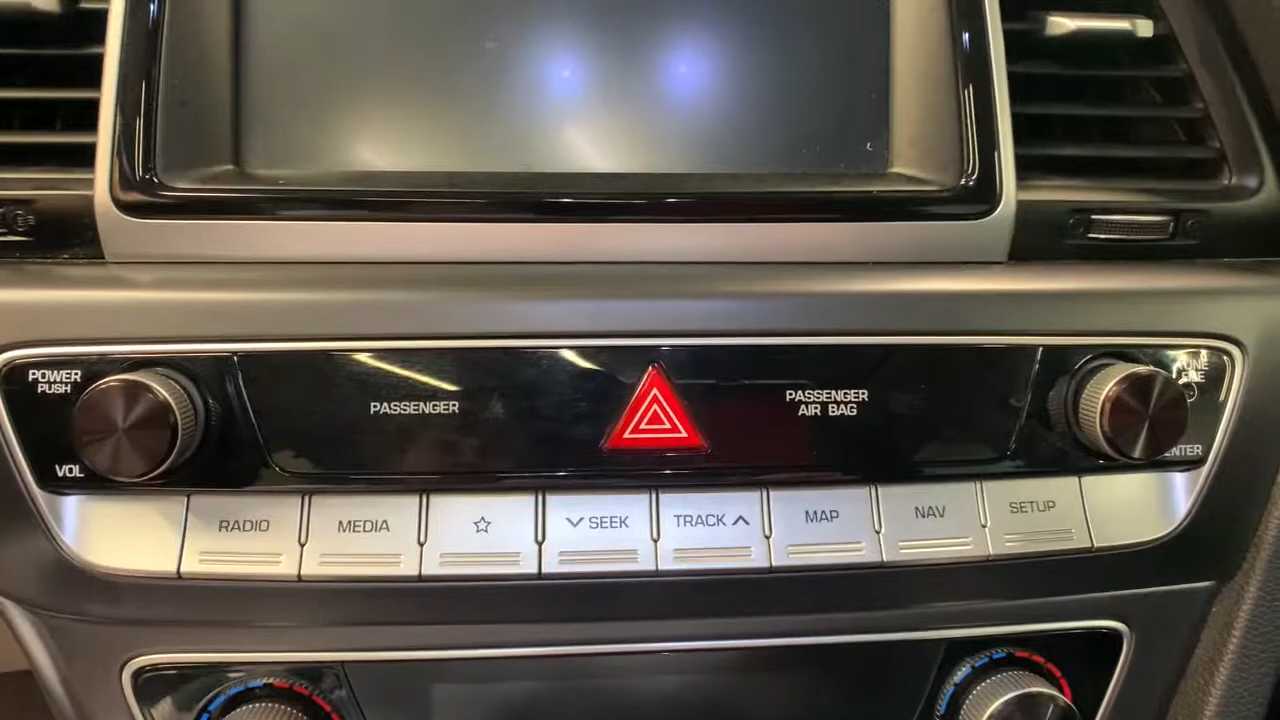 POWER
PUSH
VOL
PASSENGER
PASSENGER
AIR BAG
TUNE
FILE
ENTER
RADIO
MEDIA
SEEK
TRACK
MAP
NAV
SETUP